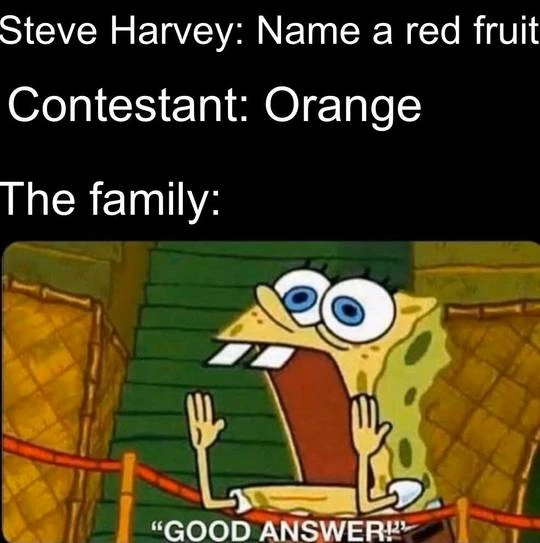 Steve Harvey: Name a red fruit
Contestant: Orange
The family:
“GOOD ANSWER!”